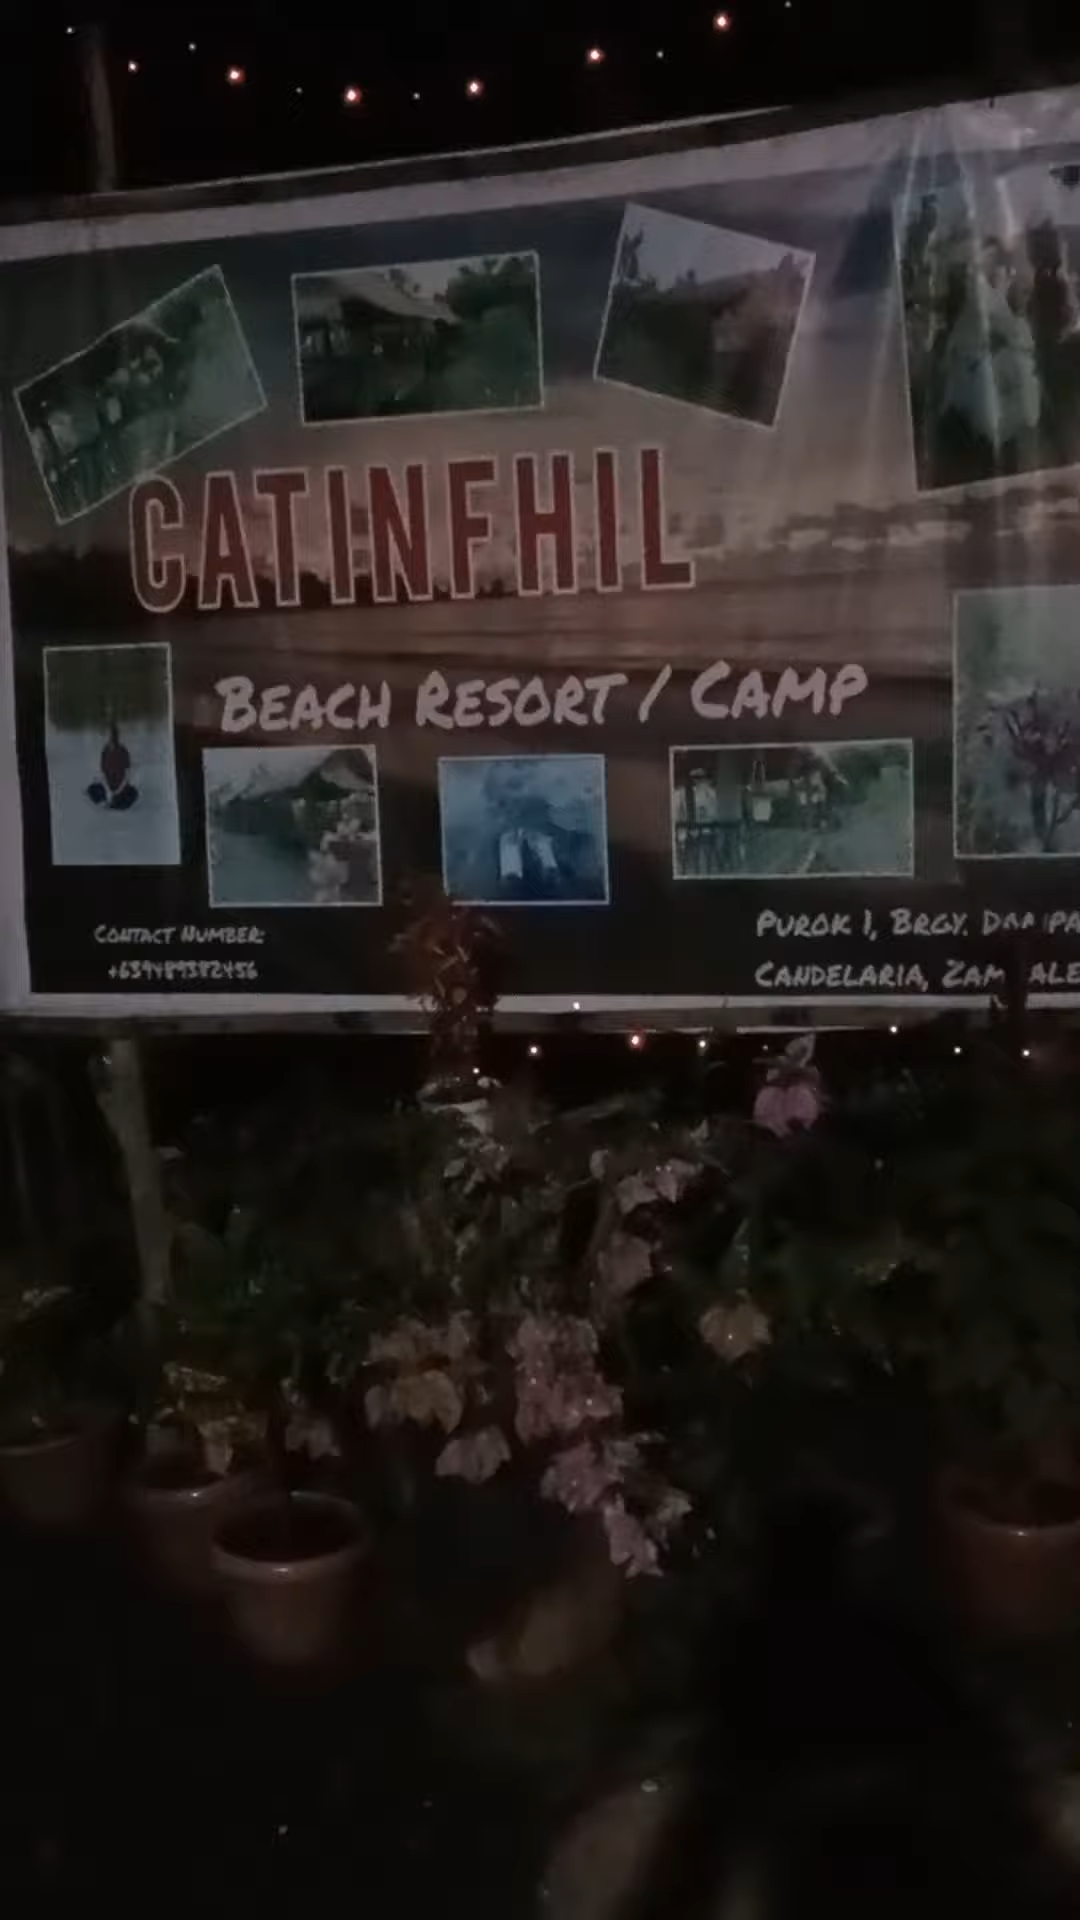 CATINFHIL
BEACH RESORT / CAMP
CONTACT NUMBER:
+639489382456
PUROK 1, BRGY.
CANDELARIA,